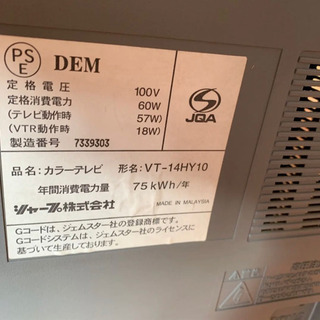 PS
E
DEM
定格電圧 100V
定格消費電力 60W
(テレビ動作時 57W)
(VTR動作時 18W)
製造番号 7339303
JQA
品名:カラーテレビ 形名:VT-14HY10
年間消費電力量 75kWh/年
シャープ株式会社 MADE IN MALAYSIA
Gコードは、ジェムスター社の登録商標です。
Gコードシステムは、ジェムスター社のライセンスに
基づいて生産しております。